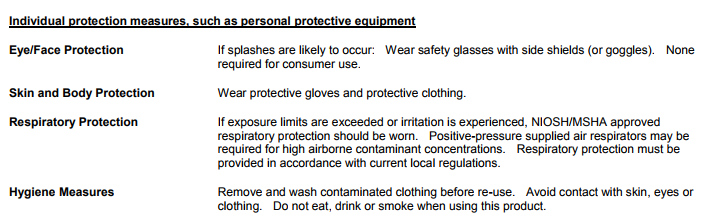 Individual protection measures, such as personal protective equipment
Eye/Face Protection If splashes are likely to occur: Wear safety glasses with side shields (or goggles). None
required for consumer use.
Skin and Body Protection Wear protective gloves and protective clothing.
Respiratory Protection If exposure limits are exceeded or irritation is experienced, NIOSH/MSHA approved
respiratory protection should be worn. Positive-pressure supplied air respirators may be
required for high airborne contaminant concentrations. Respiratory protection must be
provided in accordance with current local regulations.
Hygiene Measures Remove and wash contaminated clothing before re-use. Avoid contact with skin, eyes or
clothing. Do not eat, drink or smoke when using this product.